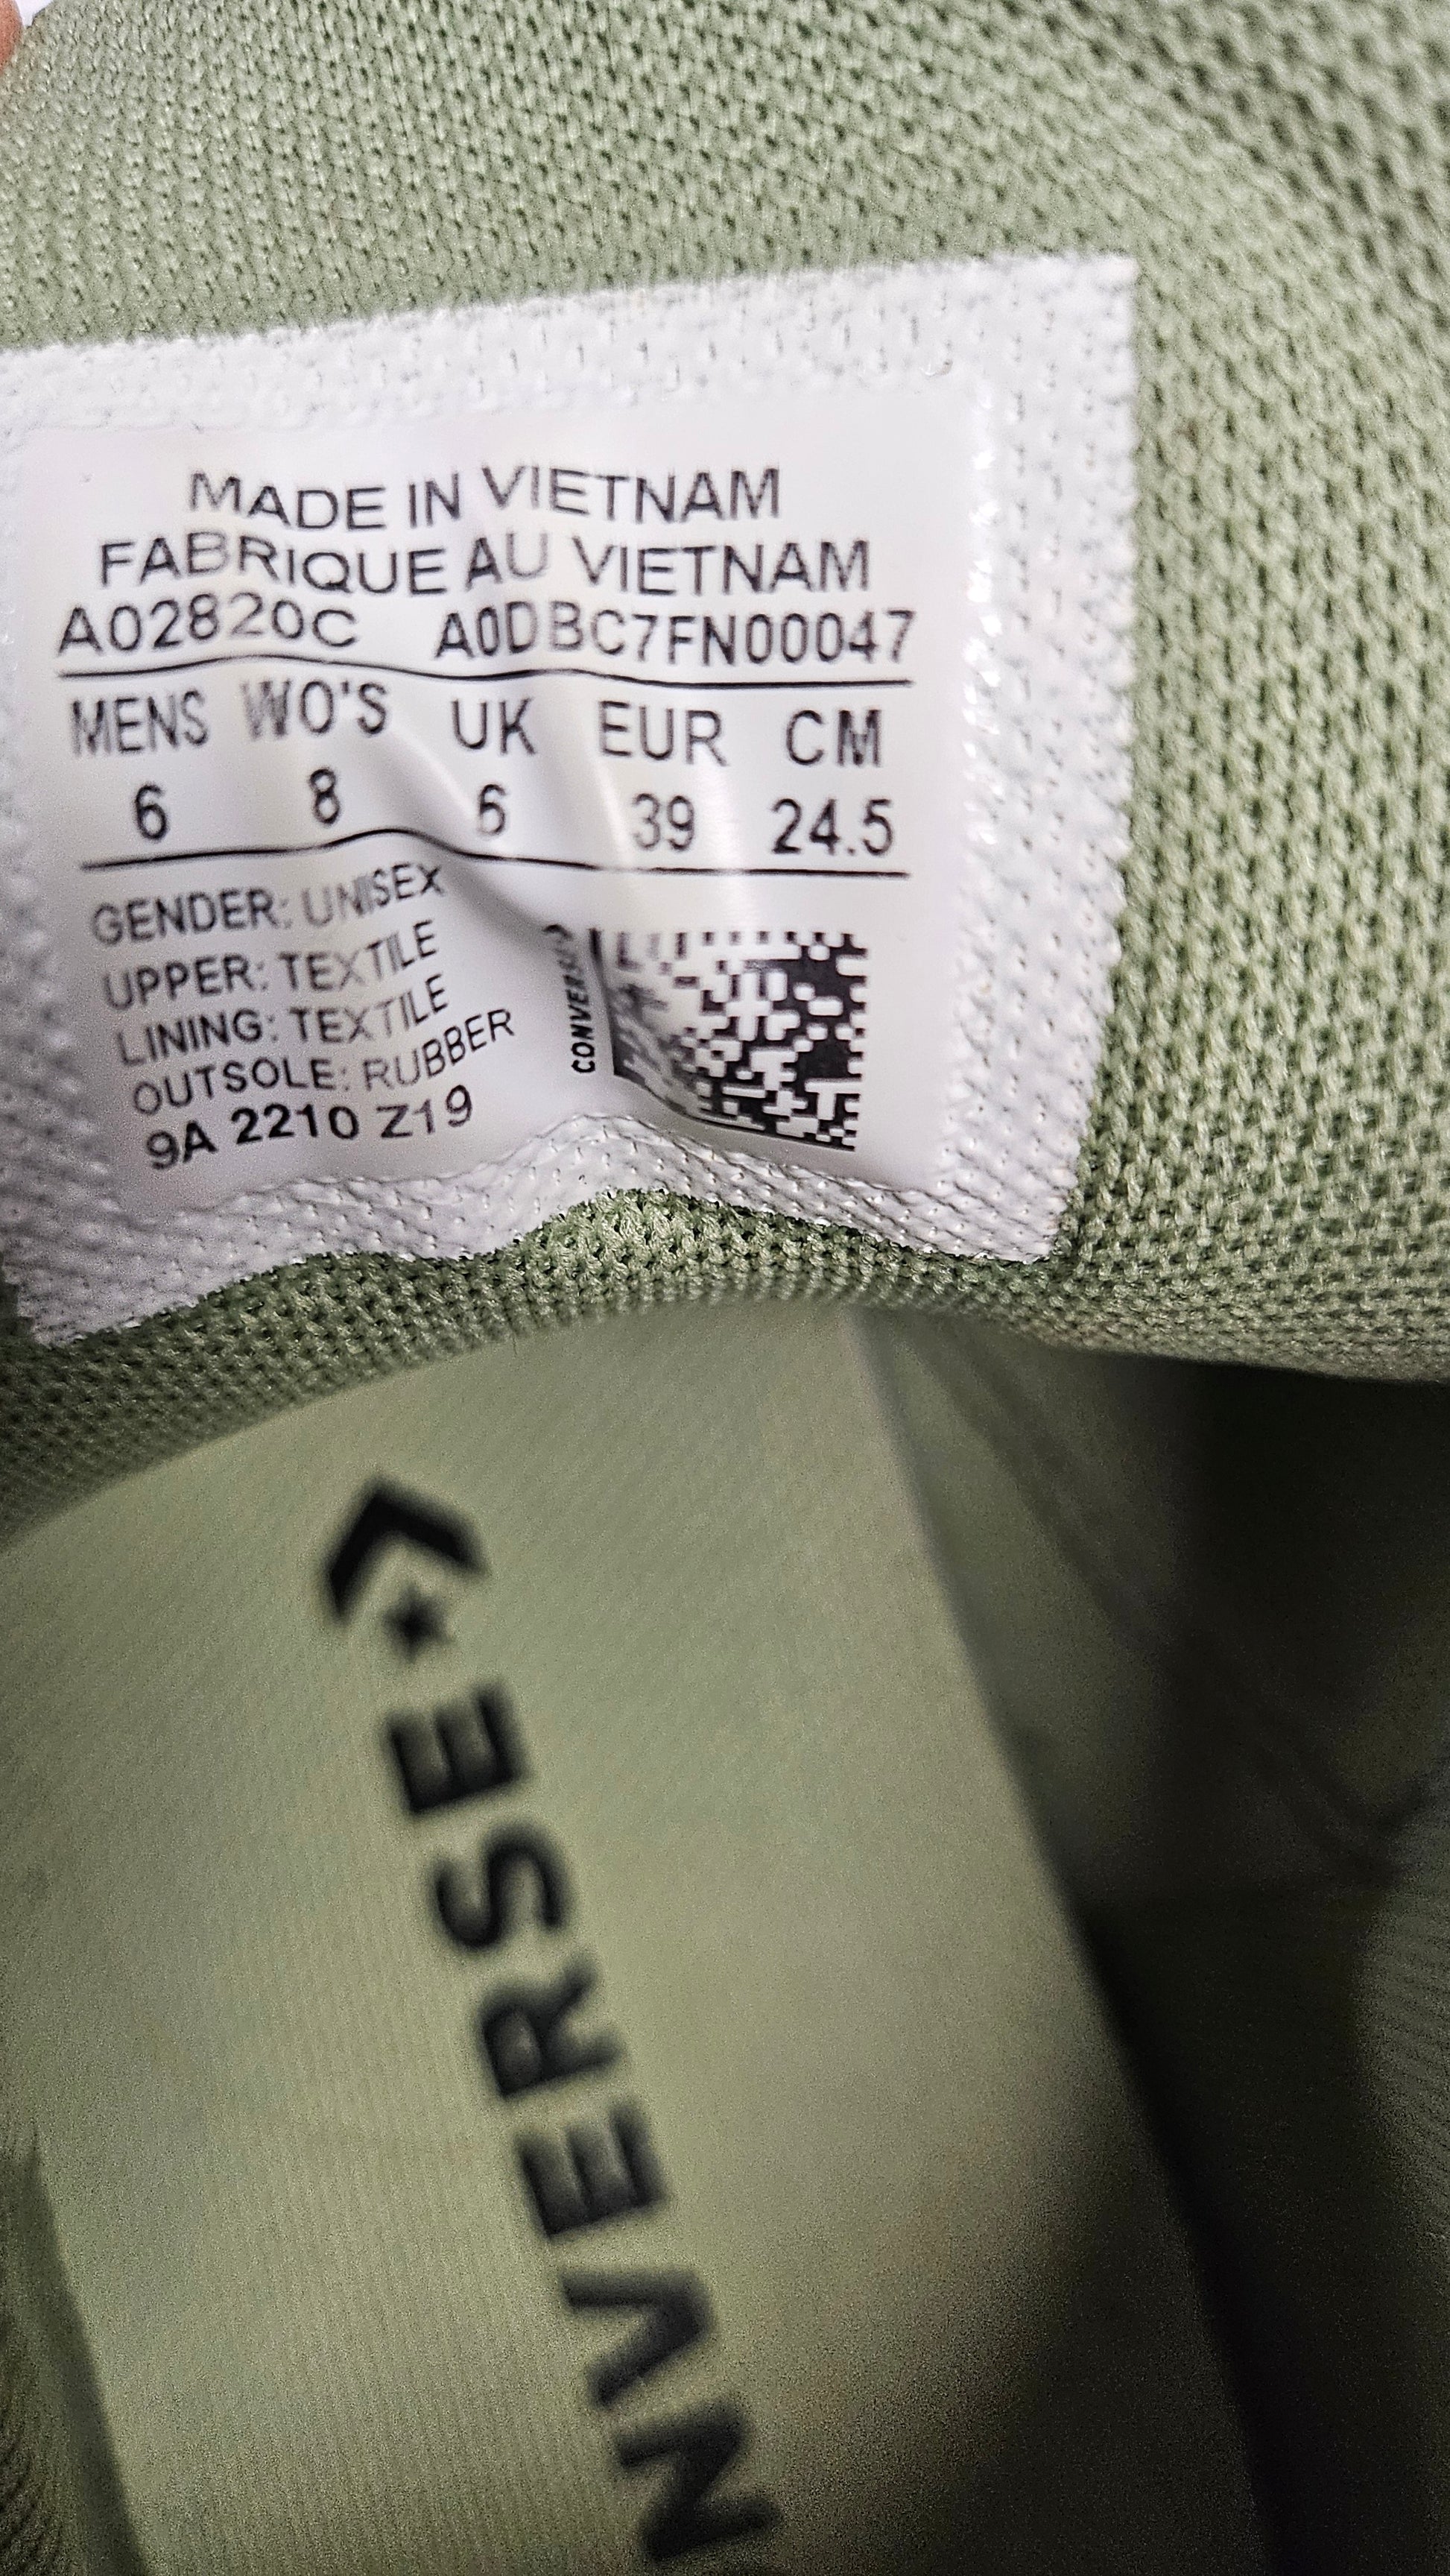 MADE IN VIETNAM
FABRIQUE AU VIETNAM
A02820C A0DBC7FN00047
MENS WO'S UK EUR CM
6 8 6 39 24.5
GENDER: UNISEX
UPPER: TEXTILE
LINING: TEXTILE
OUTSOLE: RUBBER
9A 2210 Z19
CONVERSE
NVERSE